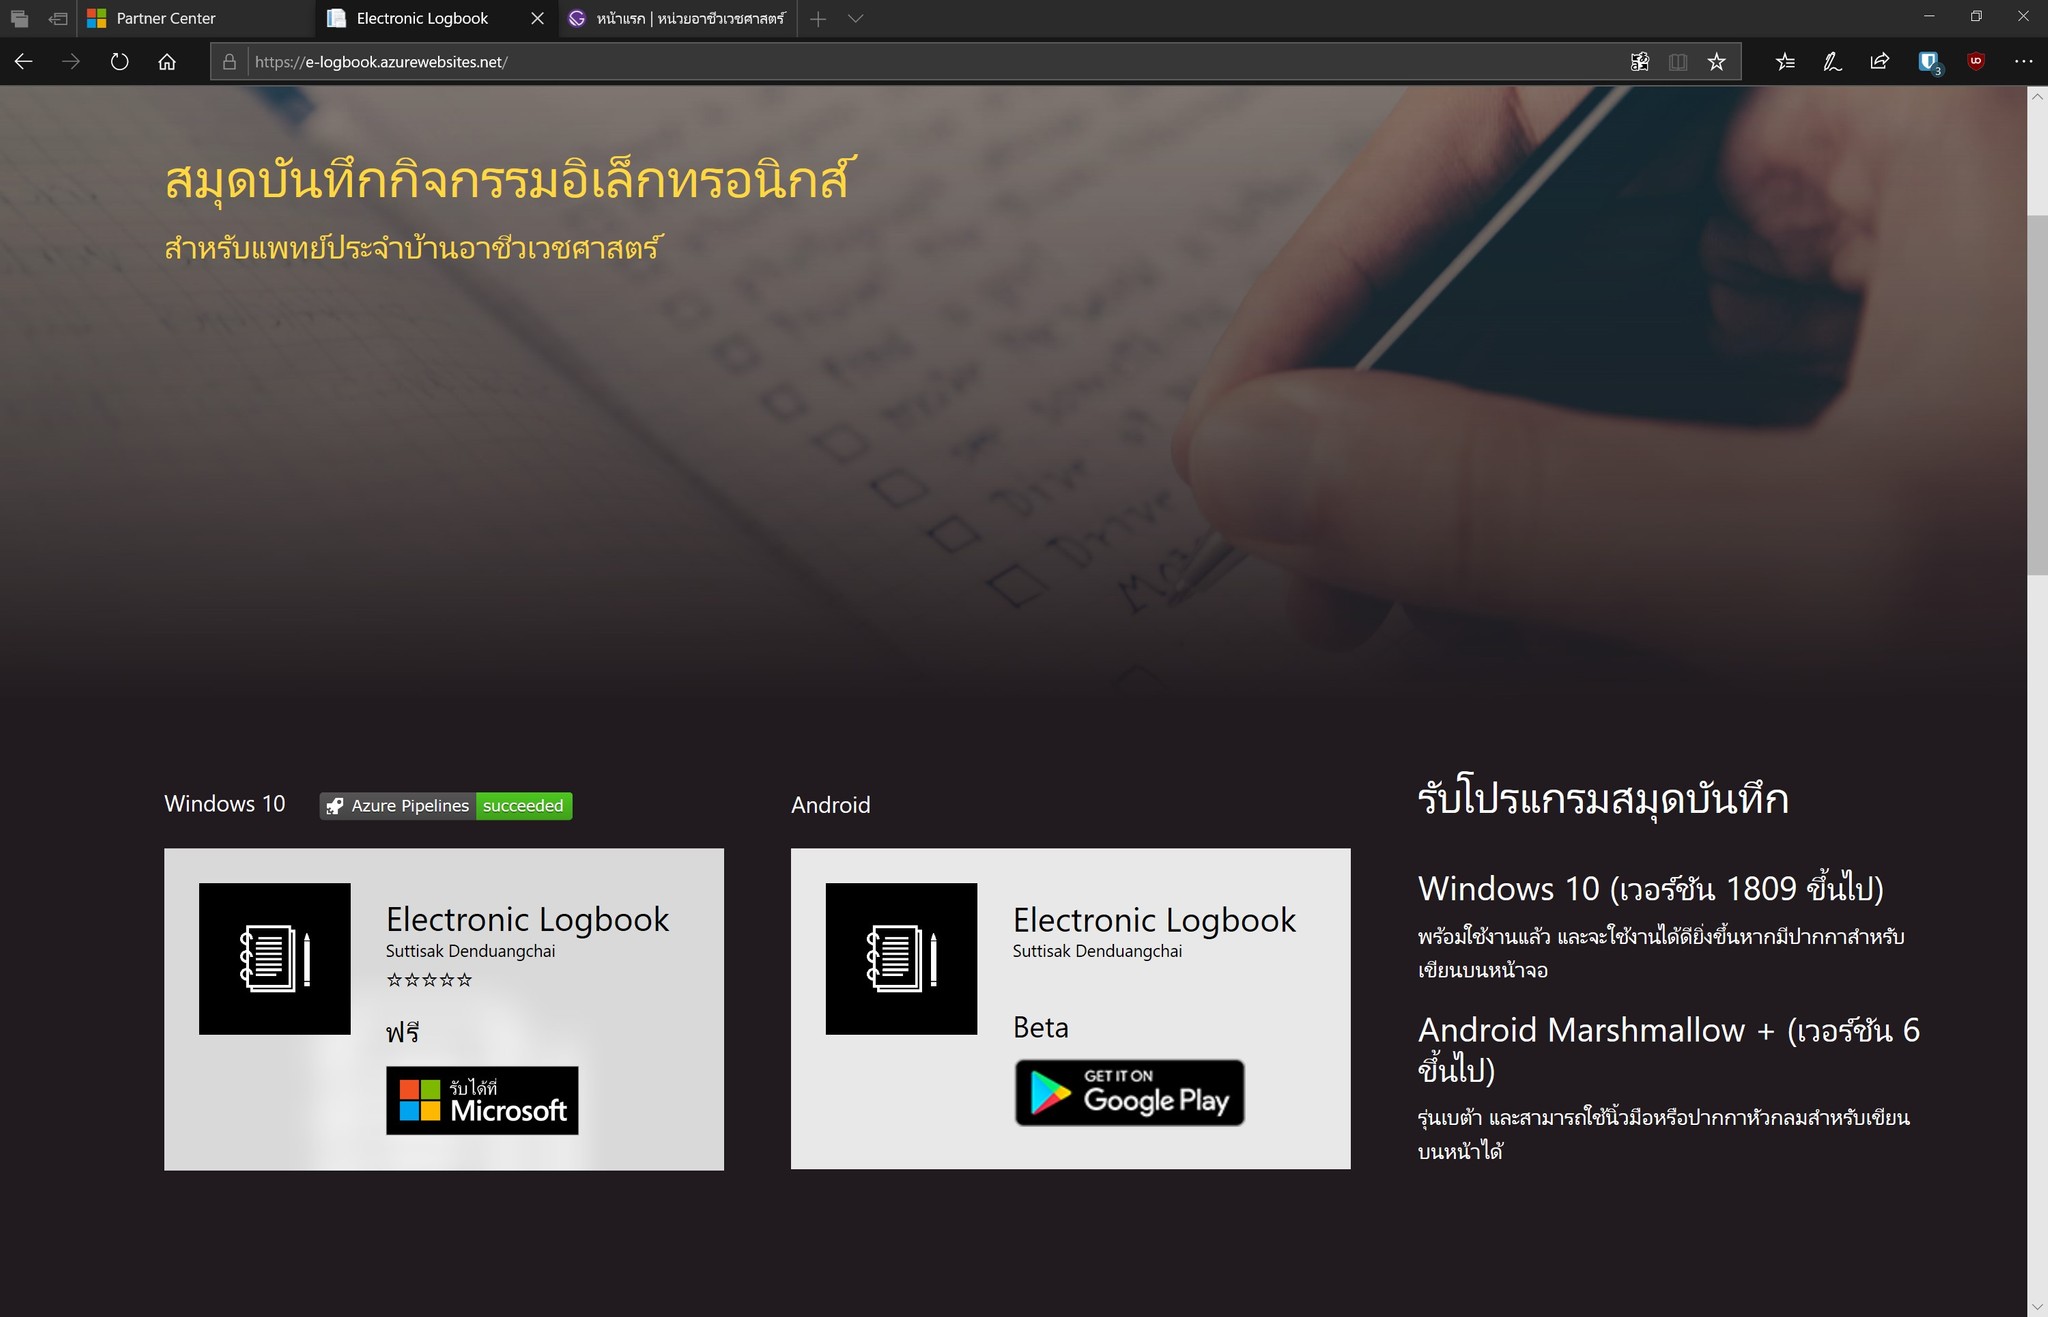 Partner Center
Electronic Logbook
หน้าแรก | หน่วยอาชีวเวชศาสตร์
https://e-logbook.azurewebsites.net/
3
สมุดบันทึกกิจกรรมอิเล็กทรอนิกส์
สำหรับแพทย์ประจำบ้านอาชีวเวชศาสตร์
Drive
Windows 10
Azure Pipelines succeeded
Electronic Logbook
Suttisak Denduangchai
☆☆☆☆☆
ฟรี
รับได้ที่
Microsoft
Android
Electronic Logbook
Suttisak Denduangchai
Beta
GET IT ON
Google Play
รับโปรแกรมสมุดบันทึก
Windows 10 (เวอร์ชัน 1809 ขึ้นไป)
พร้อมใช้งานแล้ว และจะใช้งานได้ดียิ่งขึ้นหากมีปากกาสำหรับ
เขียนบนหน้าจอ
Android Marshmallow + (เวอร์ชัน 6
ขึ้นไป)
รุ่นเบต้า และสามารถใช้นิ้วมือหรือปากกาหัวกลมสำหรับเขียน
บนหน้าได้